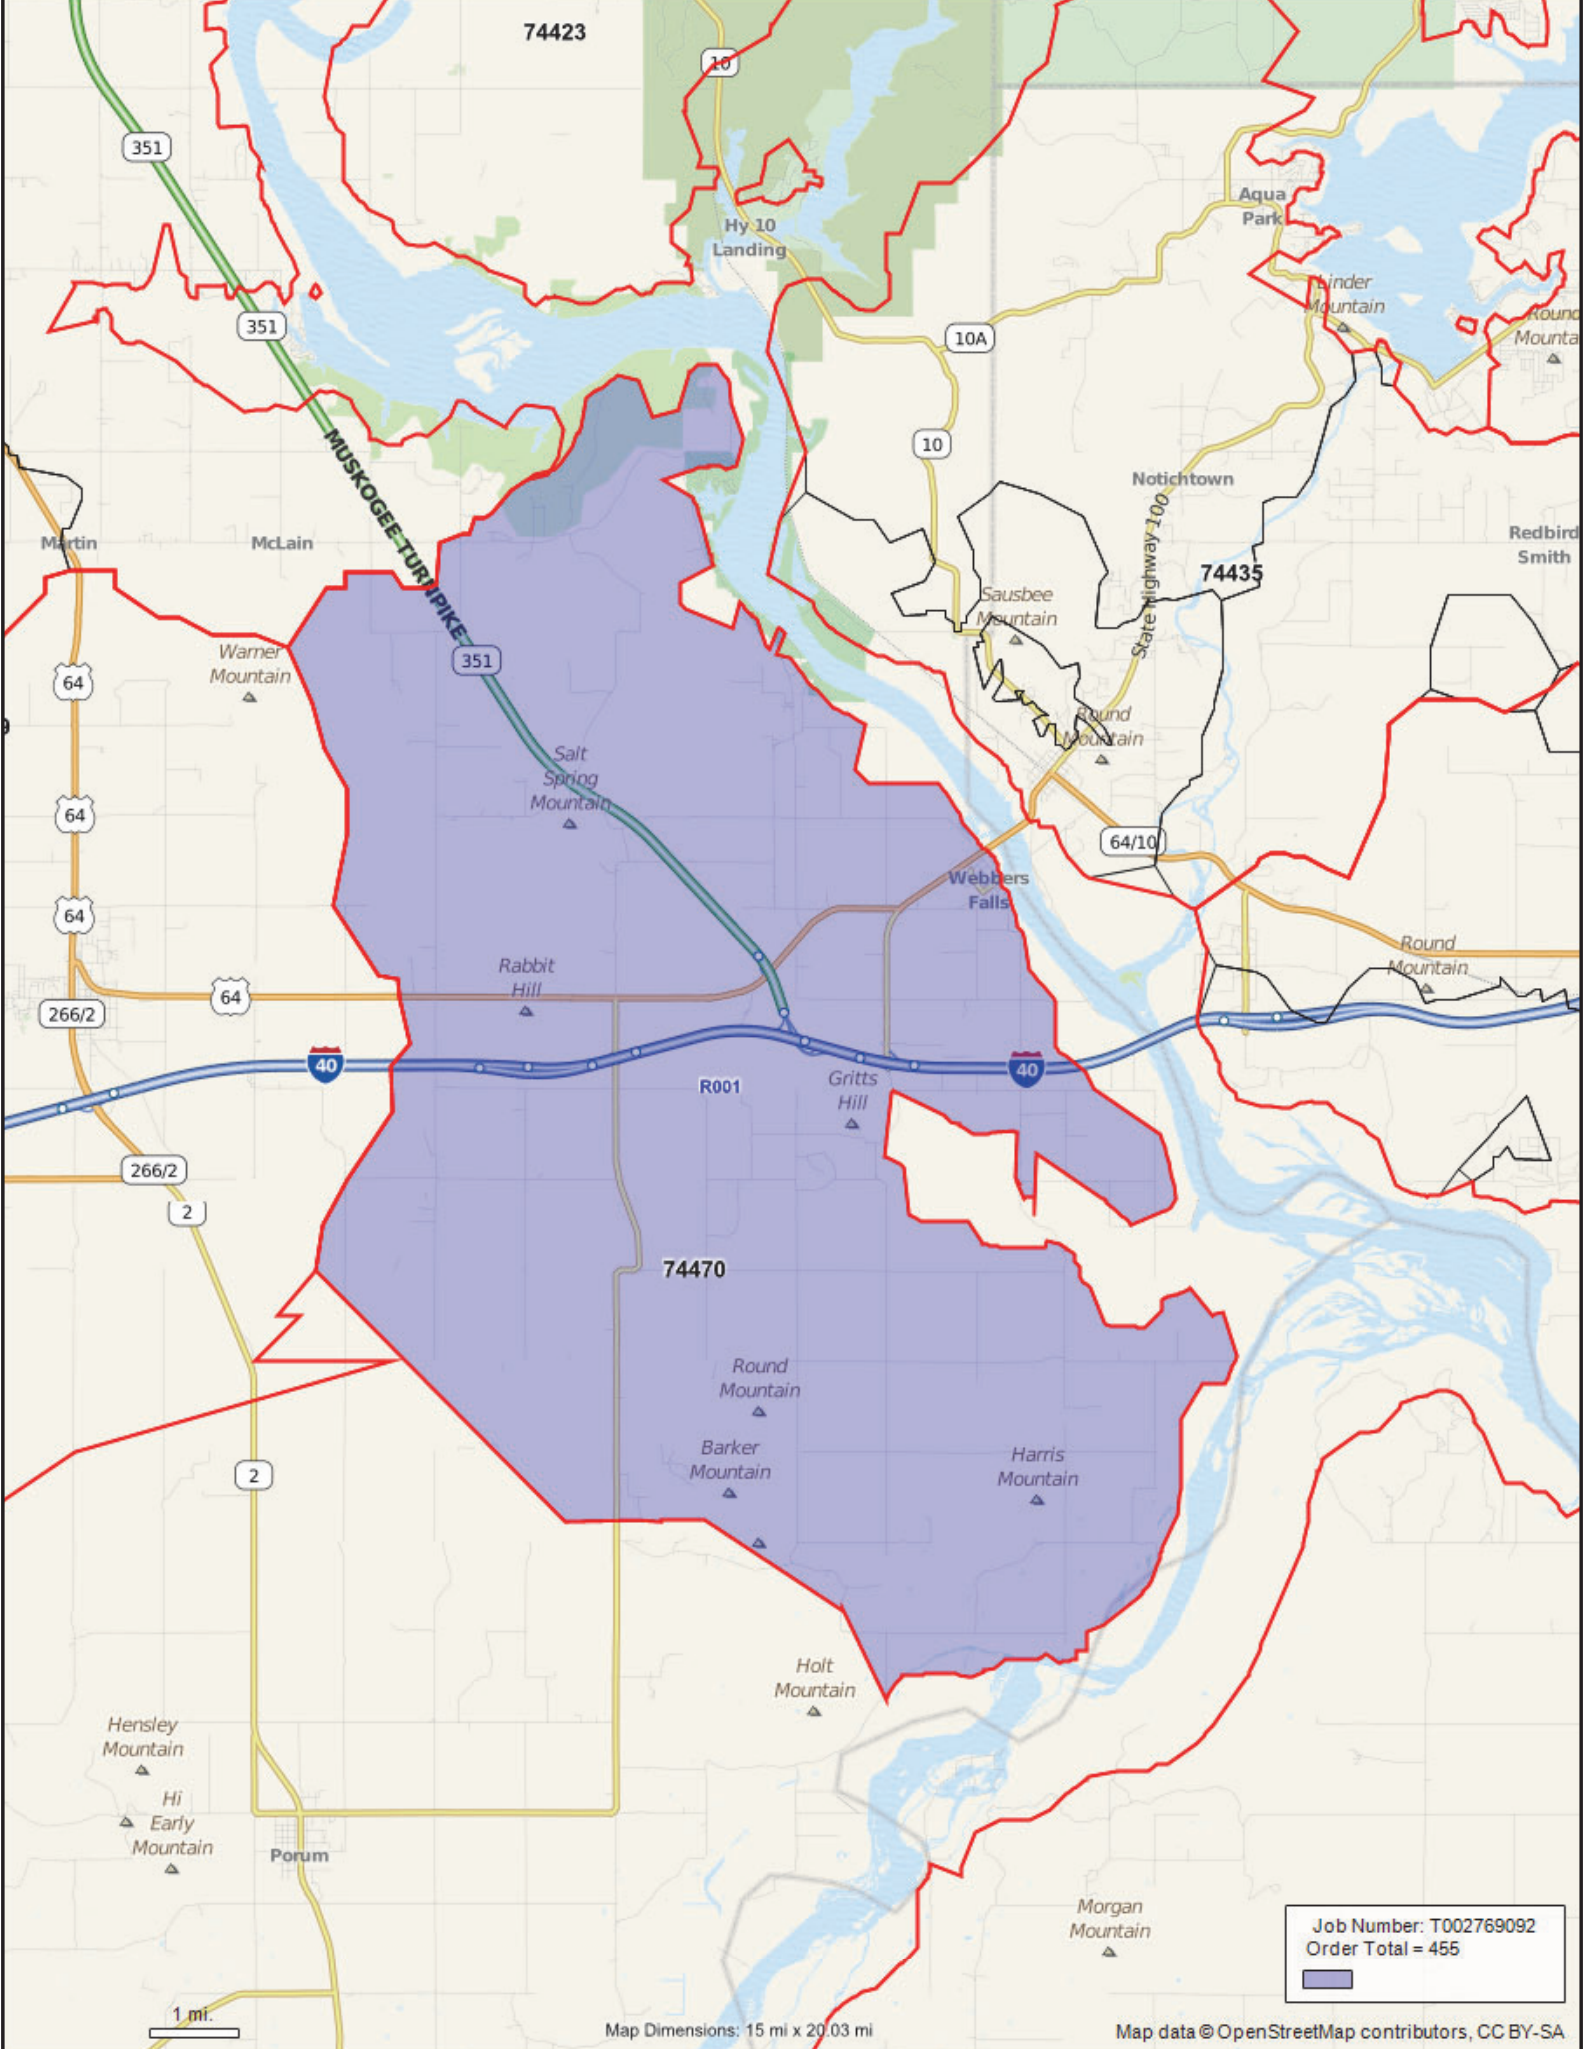 74423
10
351
Aqua
Park
Hy 10
Landing
Linder
Mountain
Round
Mounta
351
10A
10
Notichtown
MUSKOGEE TURNPIKE
State Highway 100
Martin
McLain
Redbird
Smith
74435
Sausbee
Mountain
Warner
Mountain
351
64
9
Round
Mountain
Salt
Spring
Mountain
64
64/10
Webbers
Falls
64
Round
Mountain
Rabbit
Hill
64
266/2
40
40
R001
Gritts
Hill
266/2
2
74470
Round
Mountain
Barker
Mountain
Harris
Mountain
2
Holt
Mountain
Hensley
Mountain
Hi
Early
Mountain
Porum
Morgan
Mountain
Job Number: T002769092
Order Total = 455
1 mi.
Map Dimensions: 15 mi x 20.03 mi
Map data © OpenStreetMap contributors, CC BY-SA